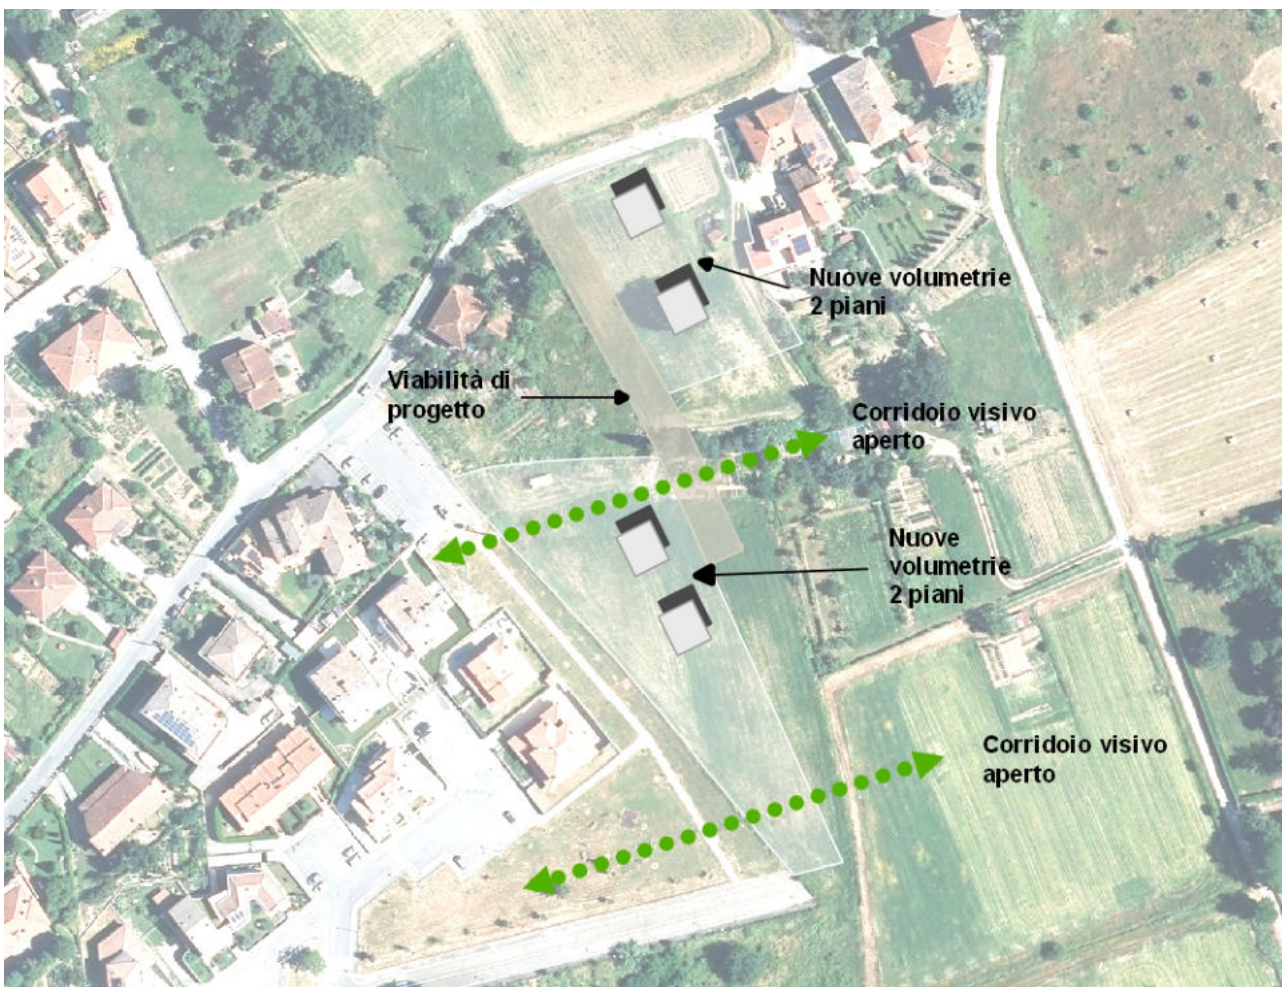 Nuove volumetrie
2 piani
Viabilità di
progetto
Corridoio visivo
aperto
Nuove
volumetrie
2 piani
Corridoio visivo
aperto